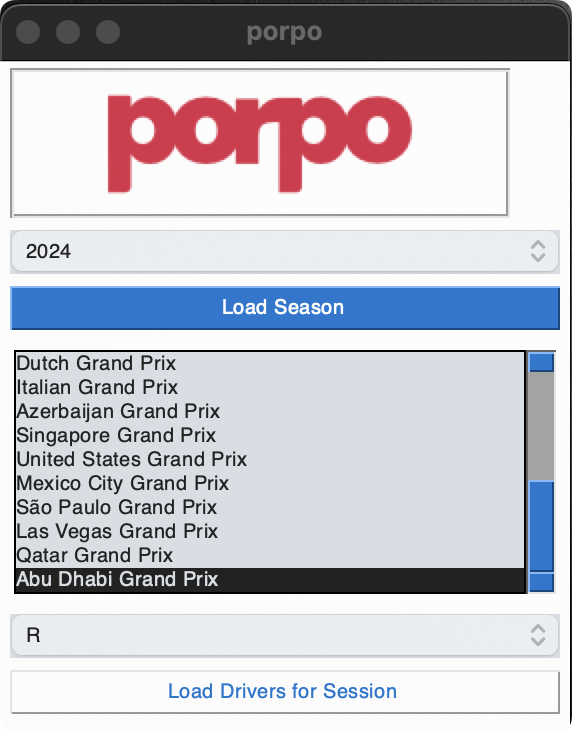 porpo
porpo
2024
Load Season
Dutch Grand Prix
Italian Grand Prix
Azerbaijan Grand Prix
Singapore Grand Prix
United States Grand Prix
Mexico City Grand Prix
São Paulo Grand Prix
Las Vegas Grand Prix
Qatar Grand Prix
Abu Dhabi Grand Prix
R
Load Drivers for Session